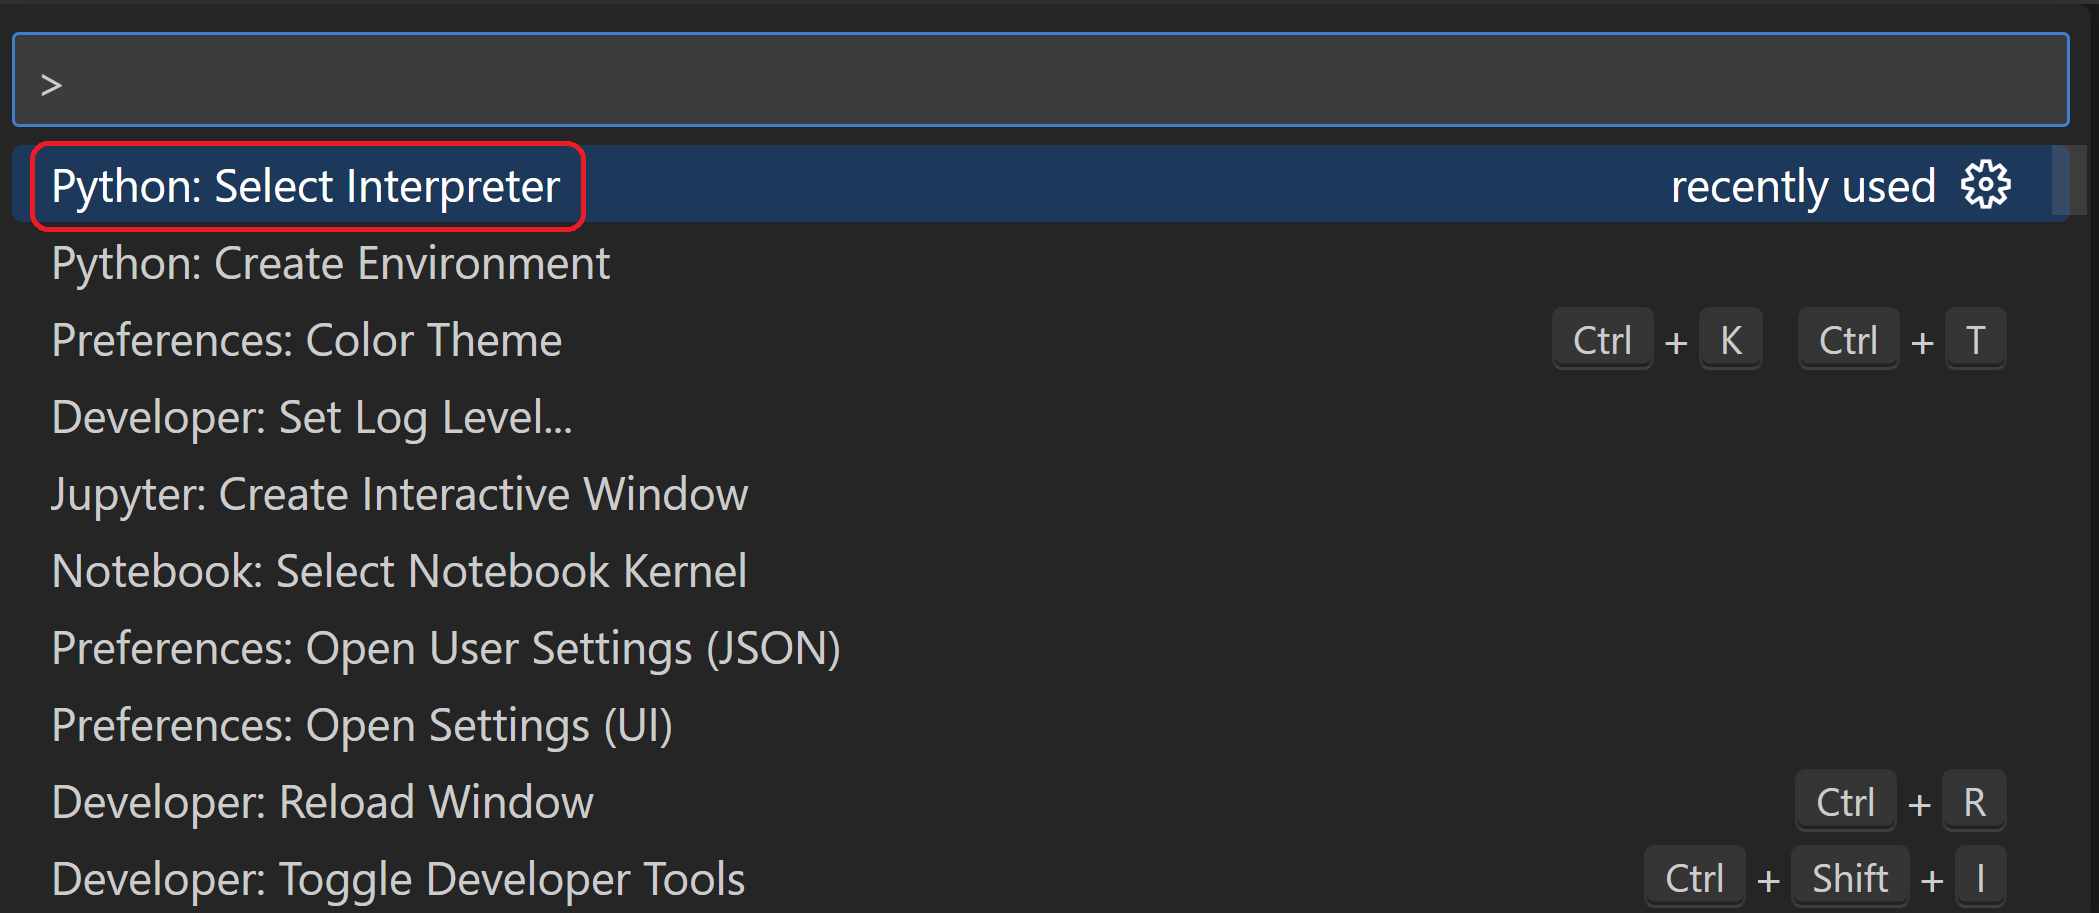 >
Python: Select Interpreter recently used
Python: Create Environment
Preferences: Color Theme Ctrl + K Ctrl + T
Developer: Set Log Level...
Jupyter: Create Interactive Window
Notebook: Select Notebook Kernel
Preferences: Open User Settings (JSON)
Preferences: Open Settings (UI)
Developer: Reload Window Ctrl + R
Developer: Toggle Developer Tools Ctrl + Shift + I